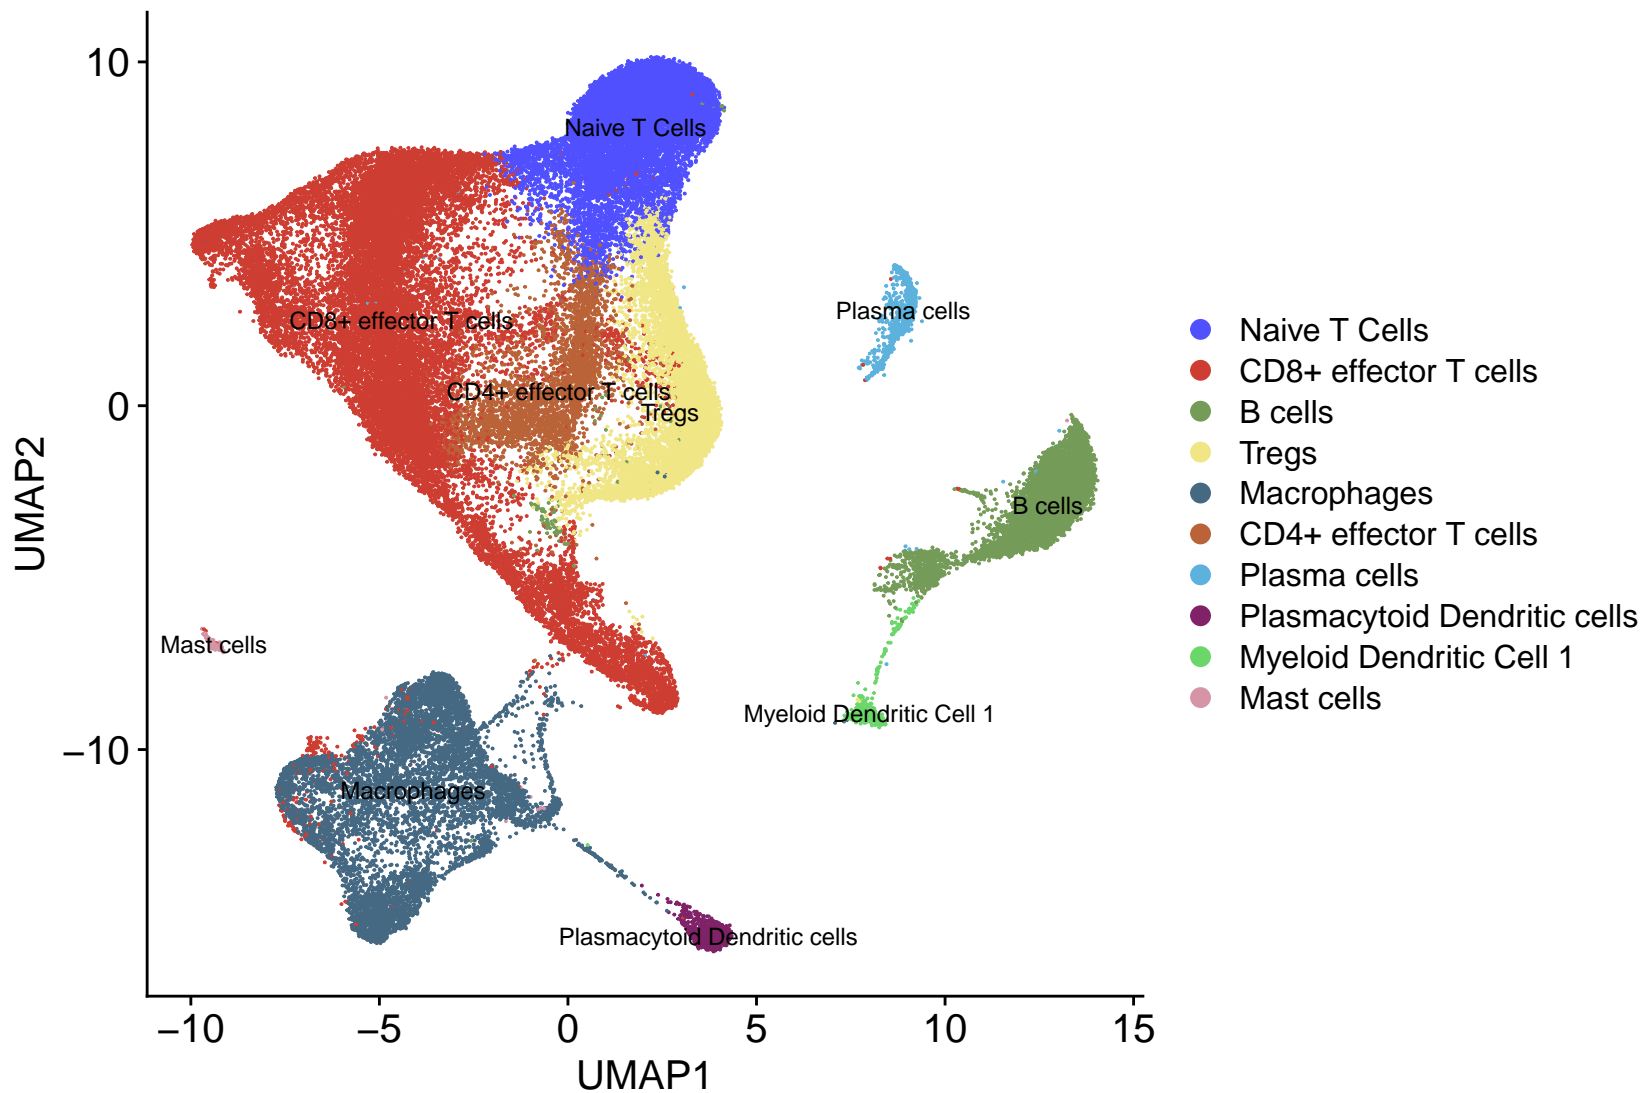 10
0
−10
UMAP2
Naive T Cells
CD8+ effector T cells
CD4+ effector T cells
Tregs
Plasma cells
B cells
Mast cells
Myeloid Dendritic Cell 1
Macrophages
Plasmacytoid Dendritic cells
−10
−5
0
5
10
15
UMAP1
Naive T Cells
CD8+ effector T cells
B cells
Tregs
Macrophages
CD4+ effector T cells
Plasma cells
Plasmacytoid Dendritic cells
Myeloid Dendritic Cell 1
Mast cells